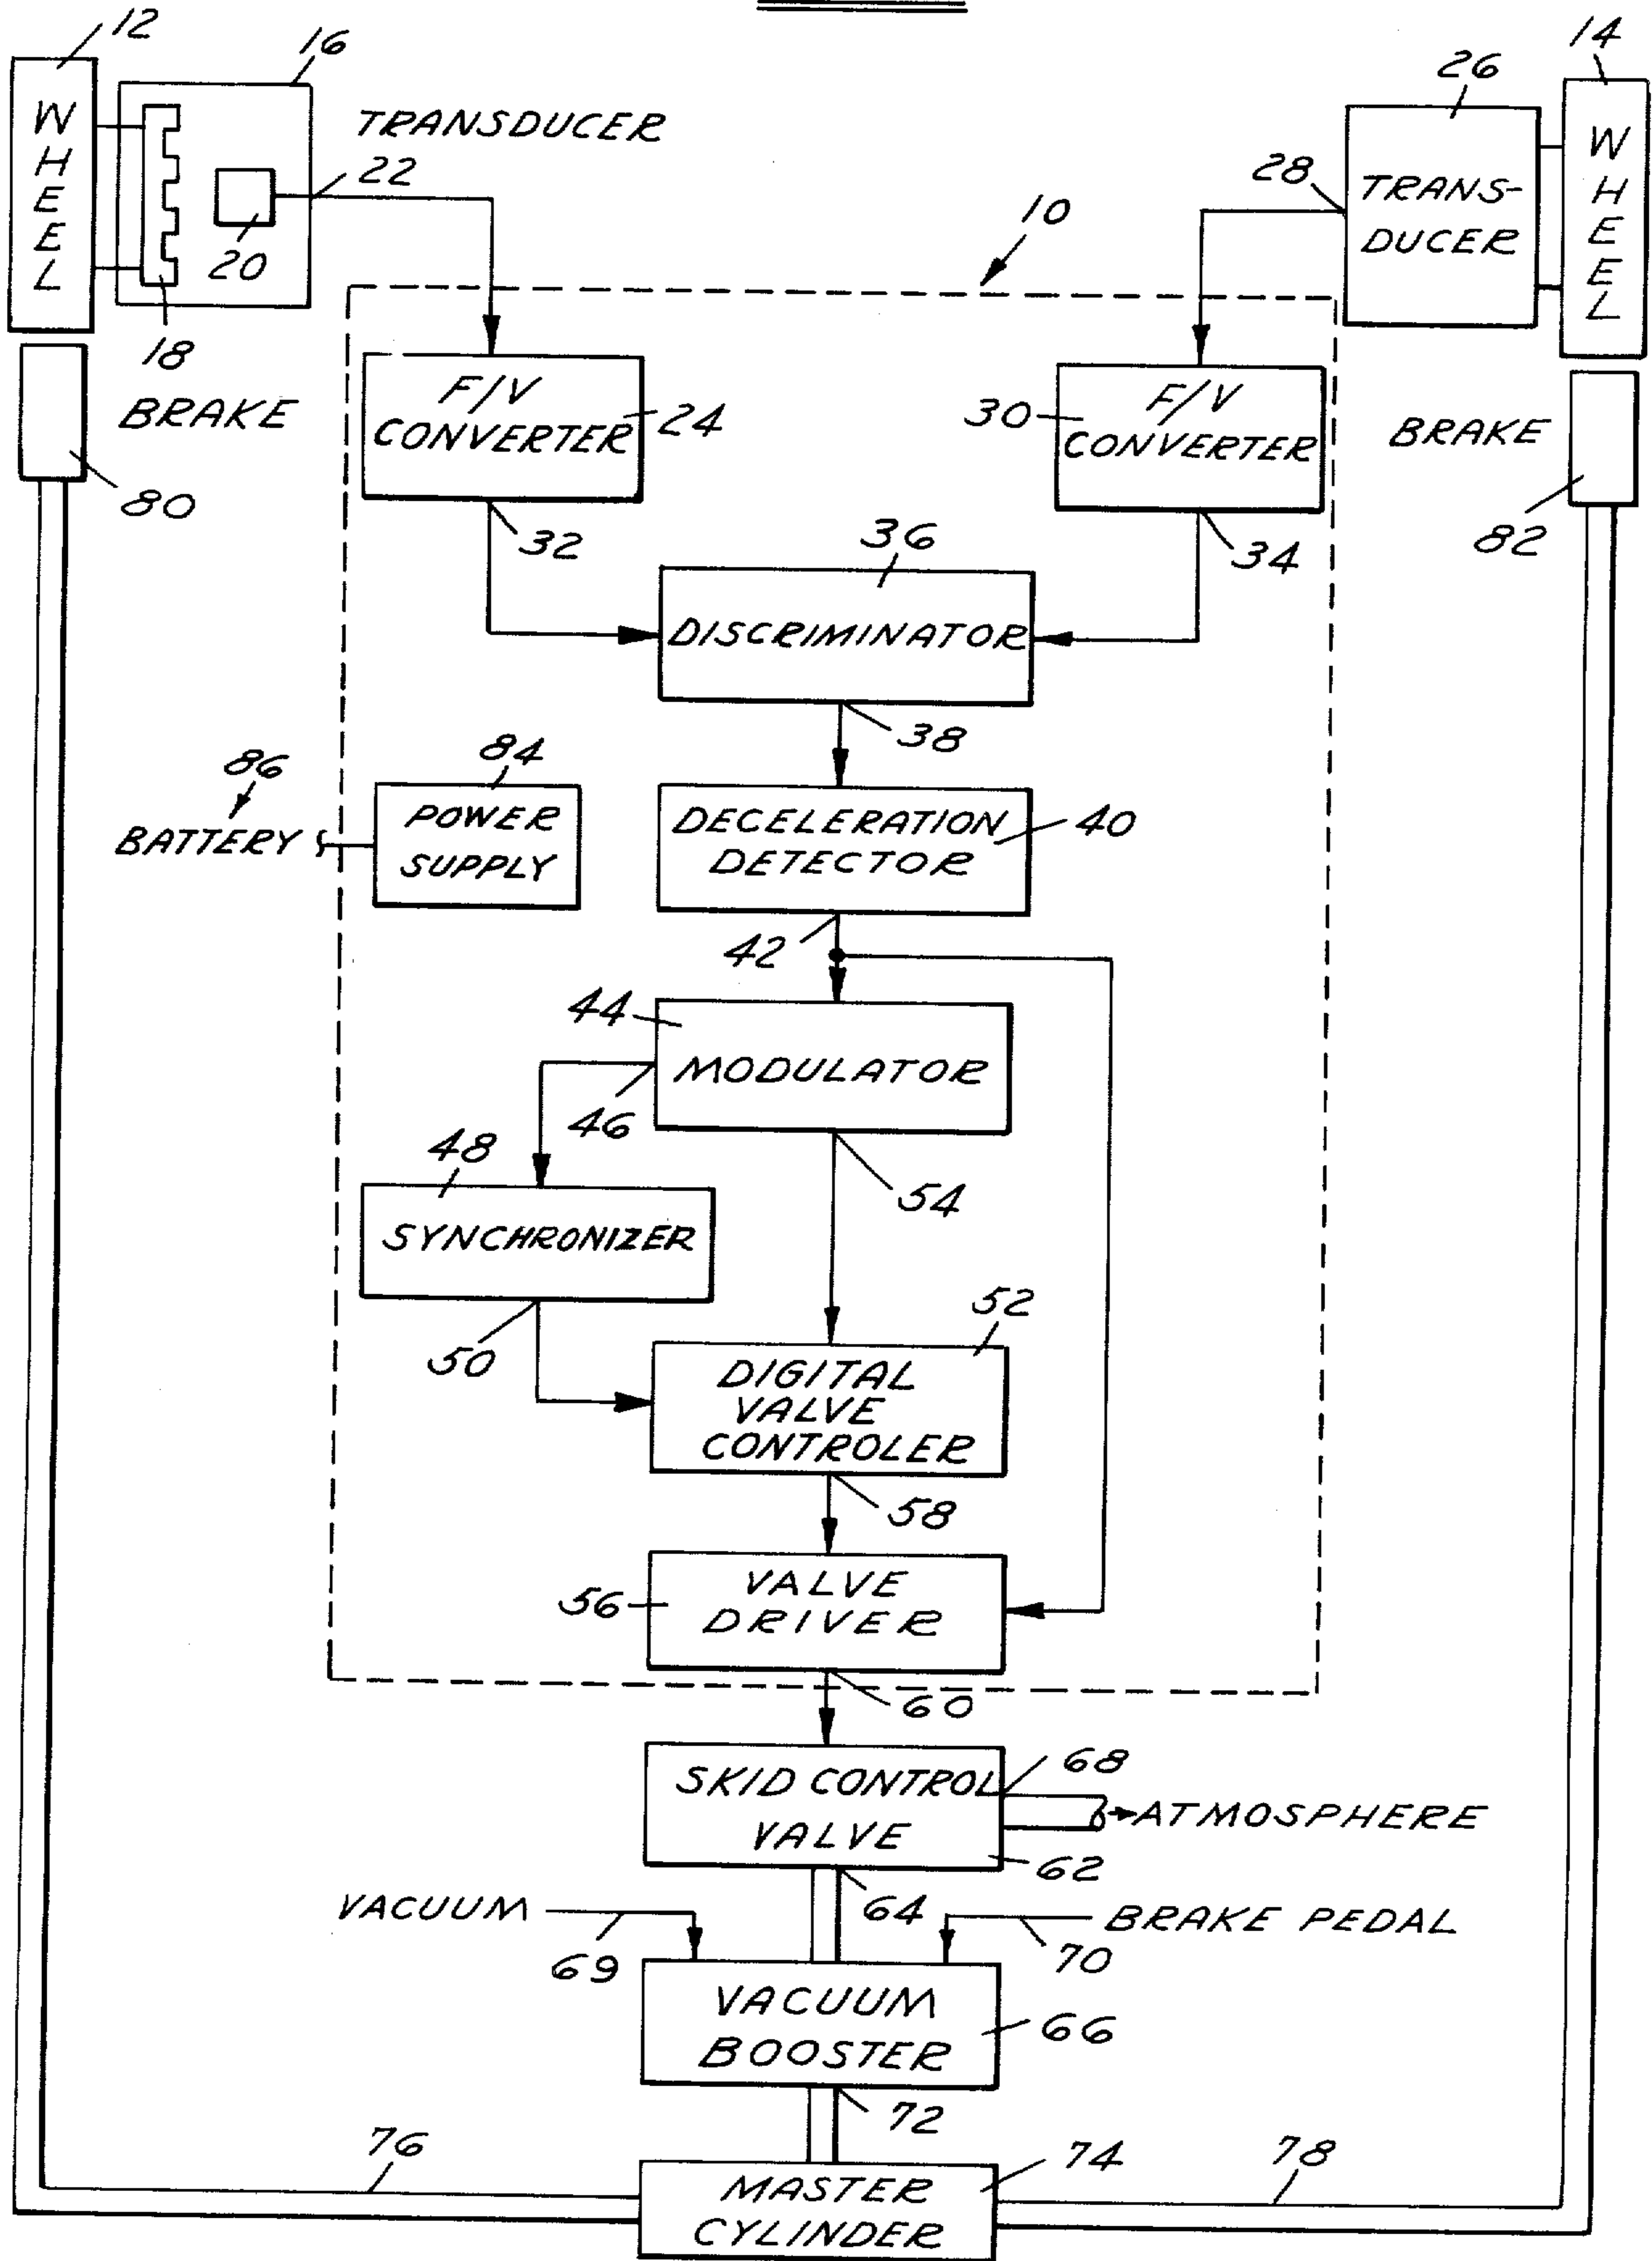 12
16
14
26
W
H
E
E
L
TRANSDUCER
22
20
18
28
TRANS-
DUCER
W
H
E
E
L
10
F/V
CONVERTER
24
30
F/V
CONVERTER
BRAKE
80
BRAKE
82
32
36
34
DISCRIMINATOR
38
86
BATTERY
84
POWER
SUPPLY
DECELERATION
DETECTOR
40
42
44
MODULATOR
46
48
54
SYNCHRONIZER
50
52
DIGITAL
VALVE
CONTROLER
58
56
VALVE
DRIVER
60
SKID CONTROL
VALVE
68
ATMOSPHERE
62
64
VACUUM
69
BRAKE PEDAL
70
VACUUM
BOOSTER
66
72
76
74
78
MASTER
CYLINDER